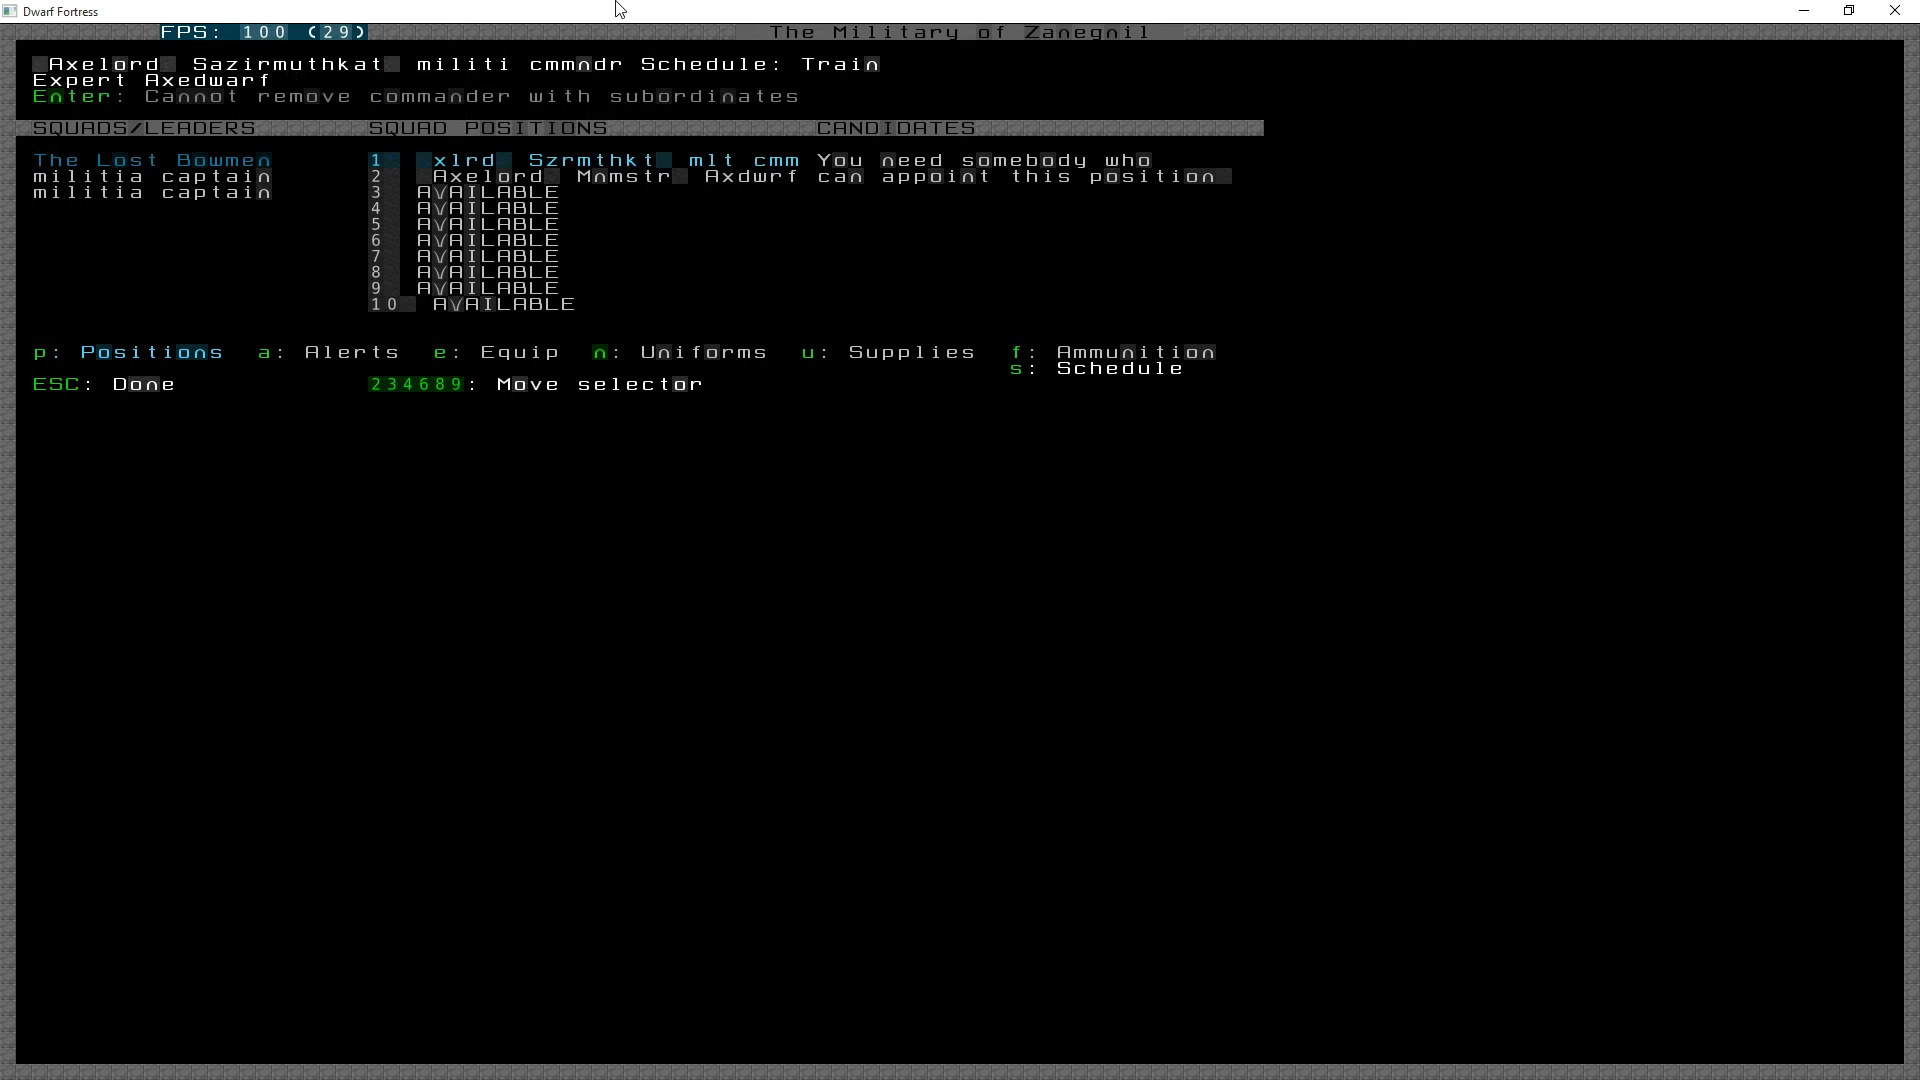 Dwarf Fortress
FPS: 100 (29)
The Military of Zanegnil
Axelord Sazirmuthkat militi cmmndr Schedule: Train
Expert Axedwarf
Enter: Cannot remove commander with subordinates
SQUADS/LEADERS SQUAD POSITIONS CANDIDATES
The Lost Bowmen 1 xlrd Szrmthkt mlt cmm You need somebody who
militia captain 2 Axelord Mnmstr Axdwrf can appoint this position
militia captain 3 AVAILABLE
4 AVAILABLE
5 AVAILABLE
6 AVAILABLE
7 AVAILABLE
8 AVAILABLE
9 AVAILABLE
10 AVAILABLE
p: Positions a: Alerts e: Equip n: Uniforms u: Supplies f: Ammunition
s: Schedule
ESC: Done 234689: Move selector